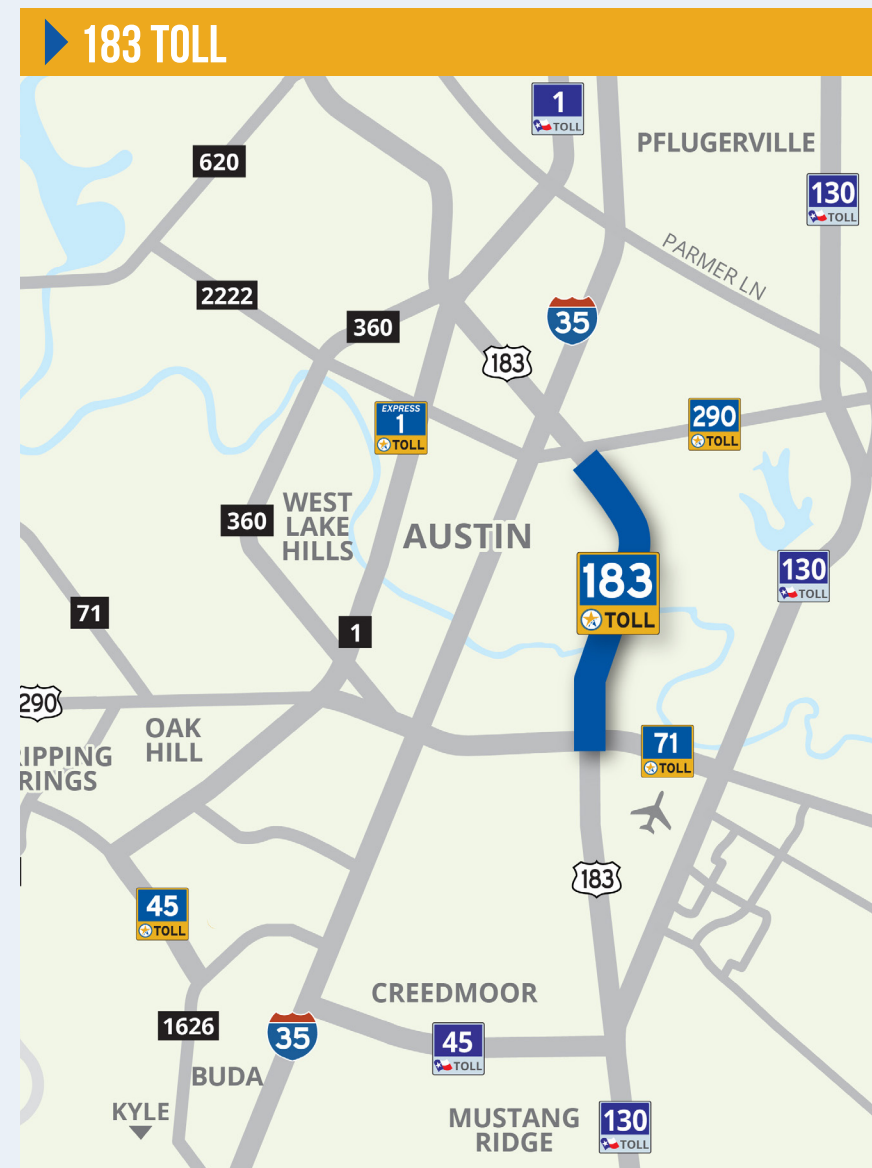 183 TOLL
1
TOLL
PFLUGERVILLE
620
130
TOLL
PARMER LN
2222
360
35
183
EXPRESS
1
TOLL
290
TOLL
360
WEST
LAKE
HILLS
AUSTIN
183
TOLL
130
TOLL
71
1
290
OAK
HILL
RIPPING
RINGS
71
TOLL
183
45
TOLL
CREEDMOOR
1626
35
45
TOLL
BUDA
KYLE
MUSTANG
RIDGE
130
TOLL